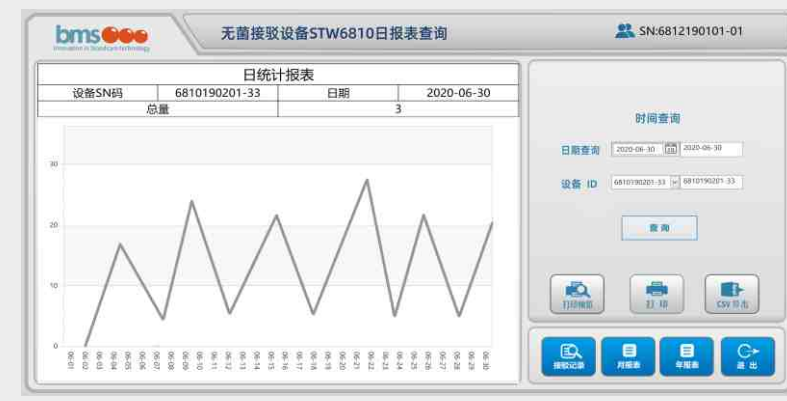 bms
无菌接驳设备STW6810日报表查询
SN:6812190101-01
日统计报表
设备SN码 6810190201-33 日期 2020-06-30
总量 3
30
20
10
0
06-01 06-02 06-03 06-04 06-05 06-06 06-07 06-08 06-09 06-10 06-11 06-12 06-13 06-14 06-15 06-16 06-17 06-18 06-19 06-20 06-21 06-22 06-23 06-24 06-25 06-26 06-27 06-28 06-29 06-30
时间查询
日期查询 2020-06-30 2020-06-30
设备 ID 6810190201-33 6810190201-33
查 询
打印预览 打 印 CSV 导出
接驳记录 月报表 年报表 退 出